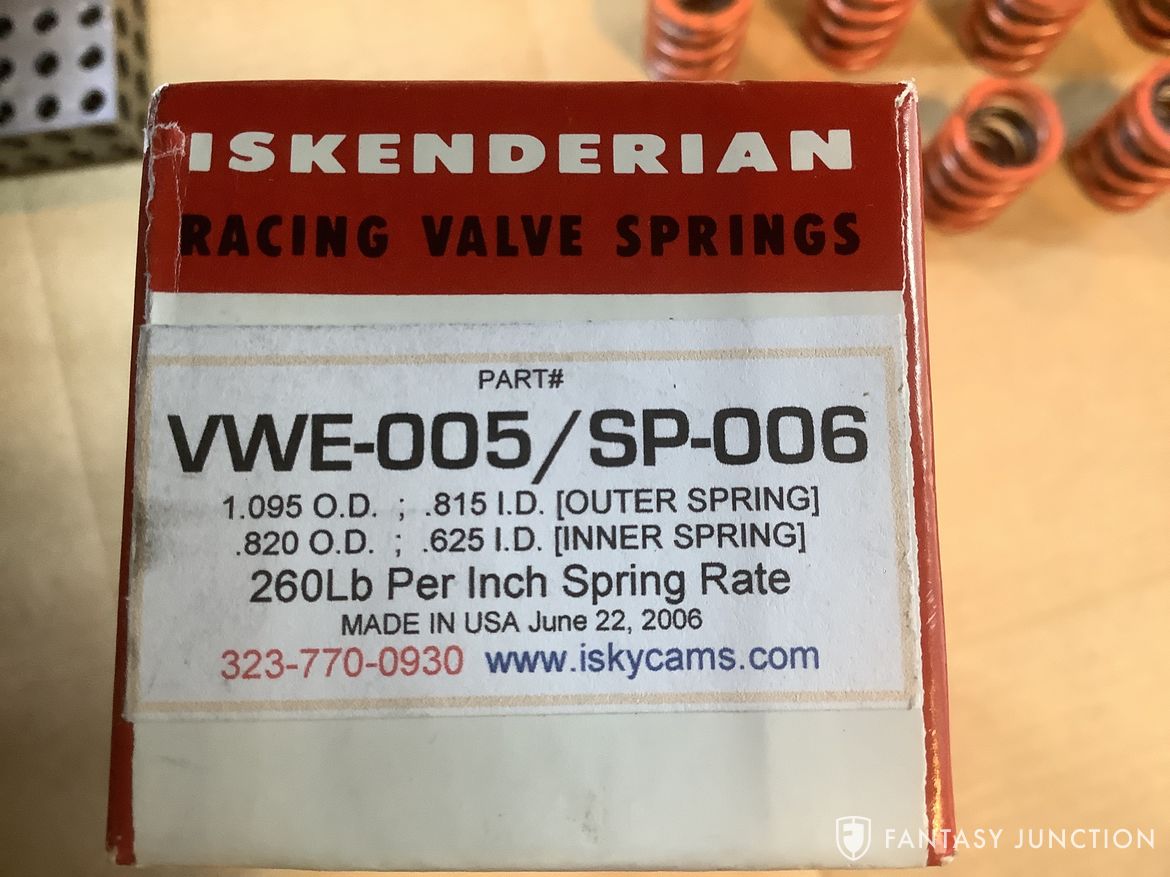 ISKENDERIAN
RACING VALVE SPRINGS
PART#
VWE-005/SP-006
1.095 O.D. ; .815 I.D. [OUTER SPRING]
.820 O.D. ; .625 I.D. [INNER SPRING]
260Lb Per Inch Spring Rate
MADE IN USA June 22, 2006
323-770-0930 www.iskycams.com
FANTASY JUNCTION